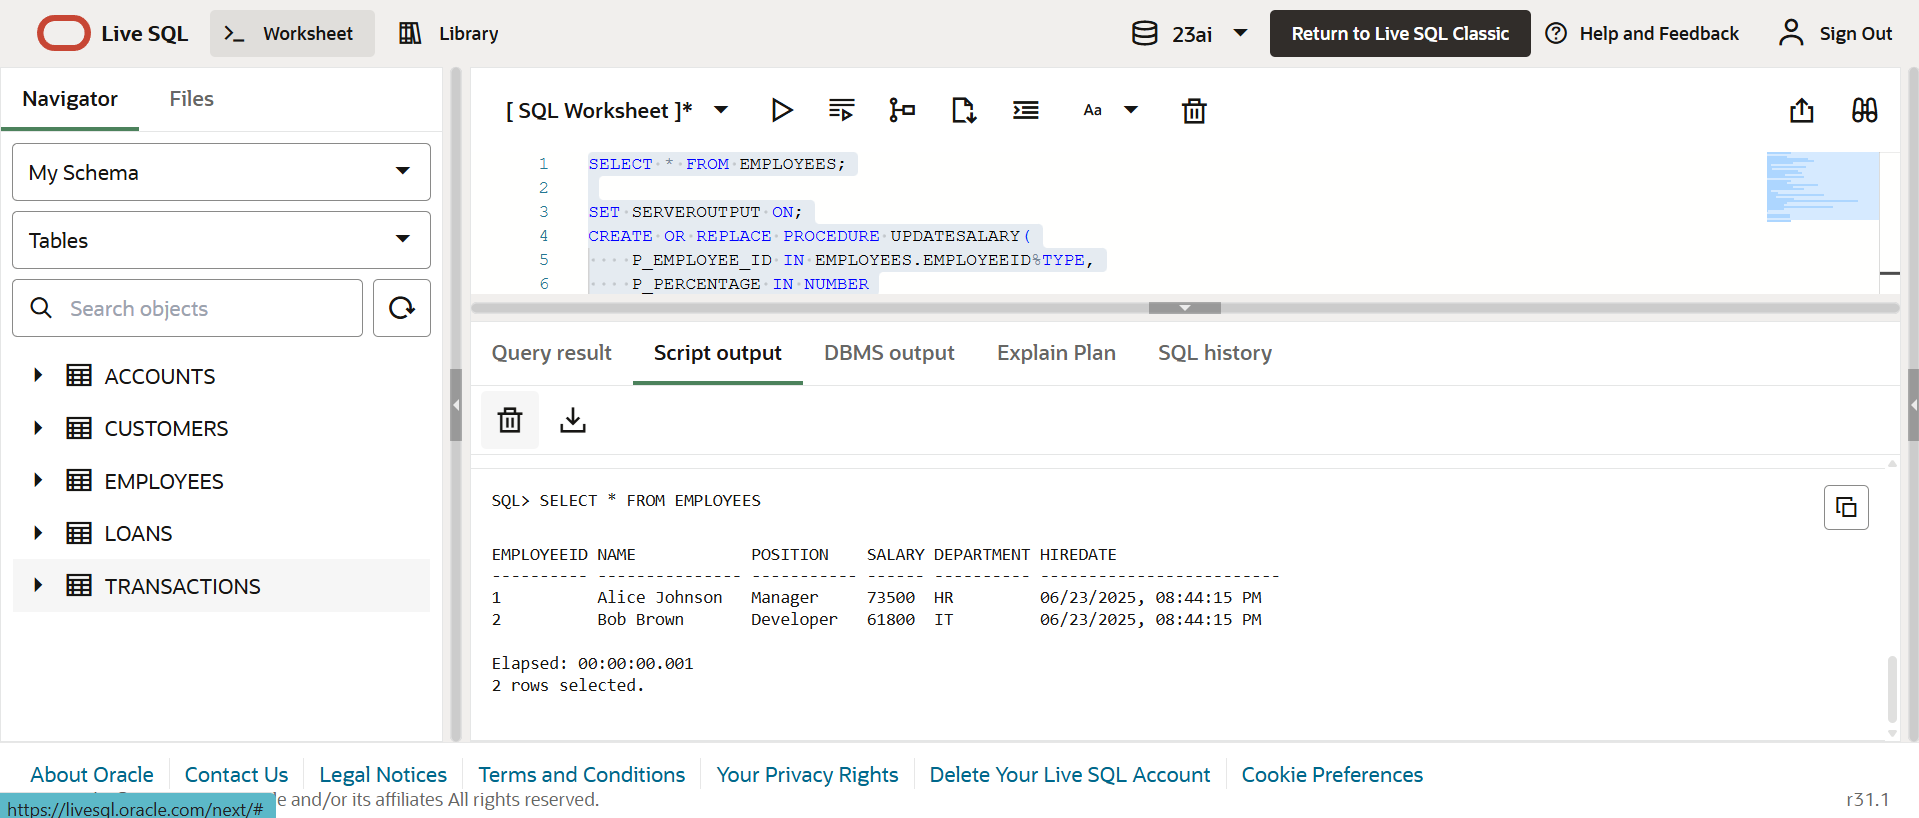 Live SQL
Worksheet
Library
23ai
Return to Live SQL Classic
Help and Feedback
Sign Out
Navigator
Files
My Schema
Tables
Search objects
ACCOUNTS
CUSTOMERS
EMPLOYEES
LOANS
TRANSACTIONS
[ SQL Worksheet ]*
Aa
1 SELECT * FROM EMPLOYEES;
2
3 SET SERVEROUTPUT ON;
4 CREATE OR REPLACE PROCEDURE UPDATESALARY(
5 P_EMPLOYEE_ID IN EMPLOYEES.EMPLOYEEID%TYPE,
6 P_PERCENTAGE IN NUMBER
Query result
Script output
DBMS output
Explain Plan
SQL history
SQL> SELECT * FROM EMPLOYEES
EMPLOYEEID NAME            POSITION    SALARY DEPARTMENT HIREDATE
---------- --------------- ----------- ------ ---------- -------------------------
1          Alice Johnson   Manager     73500  HR         06/23/2025, 08:44:15 PM
2          Bob Brown       Developer   61800  IT         06/23/2025, 08:44:15 PM
Elapsed: 00:00:00.001
2 rows selected.
About Oracle
Contact Us
Legal Notices
Terms and Conditions
Your Privacy Rights
Delete Your Live SQL Account
Cookie Preferences
and/or its affiliates All rights reserved.
r31.1
https://livesql.oracle.com/next/#